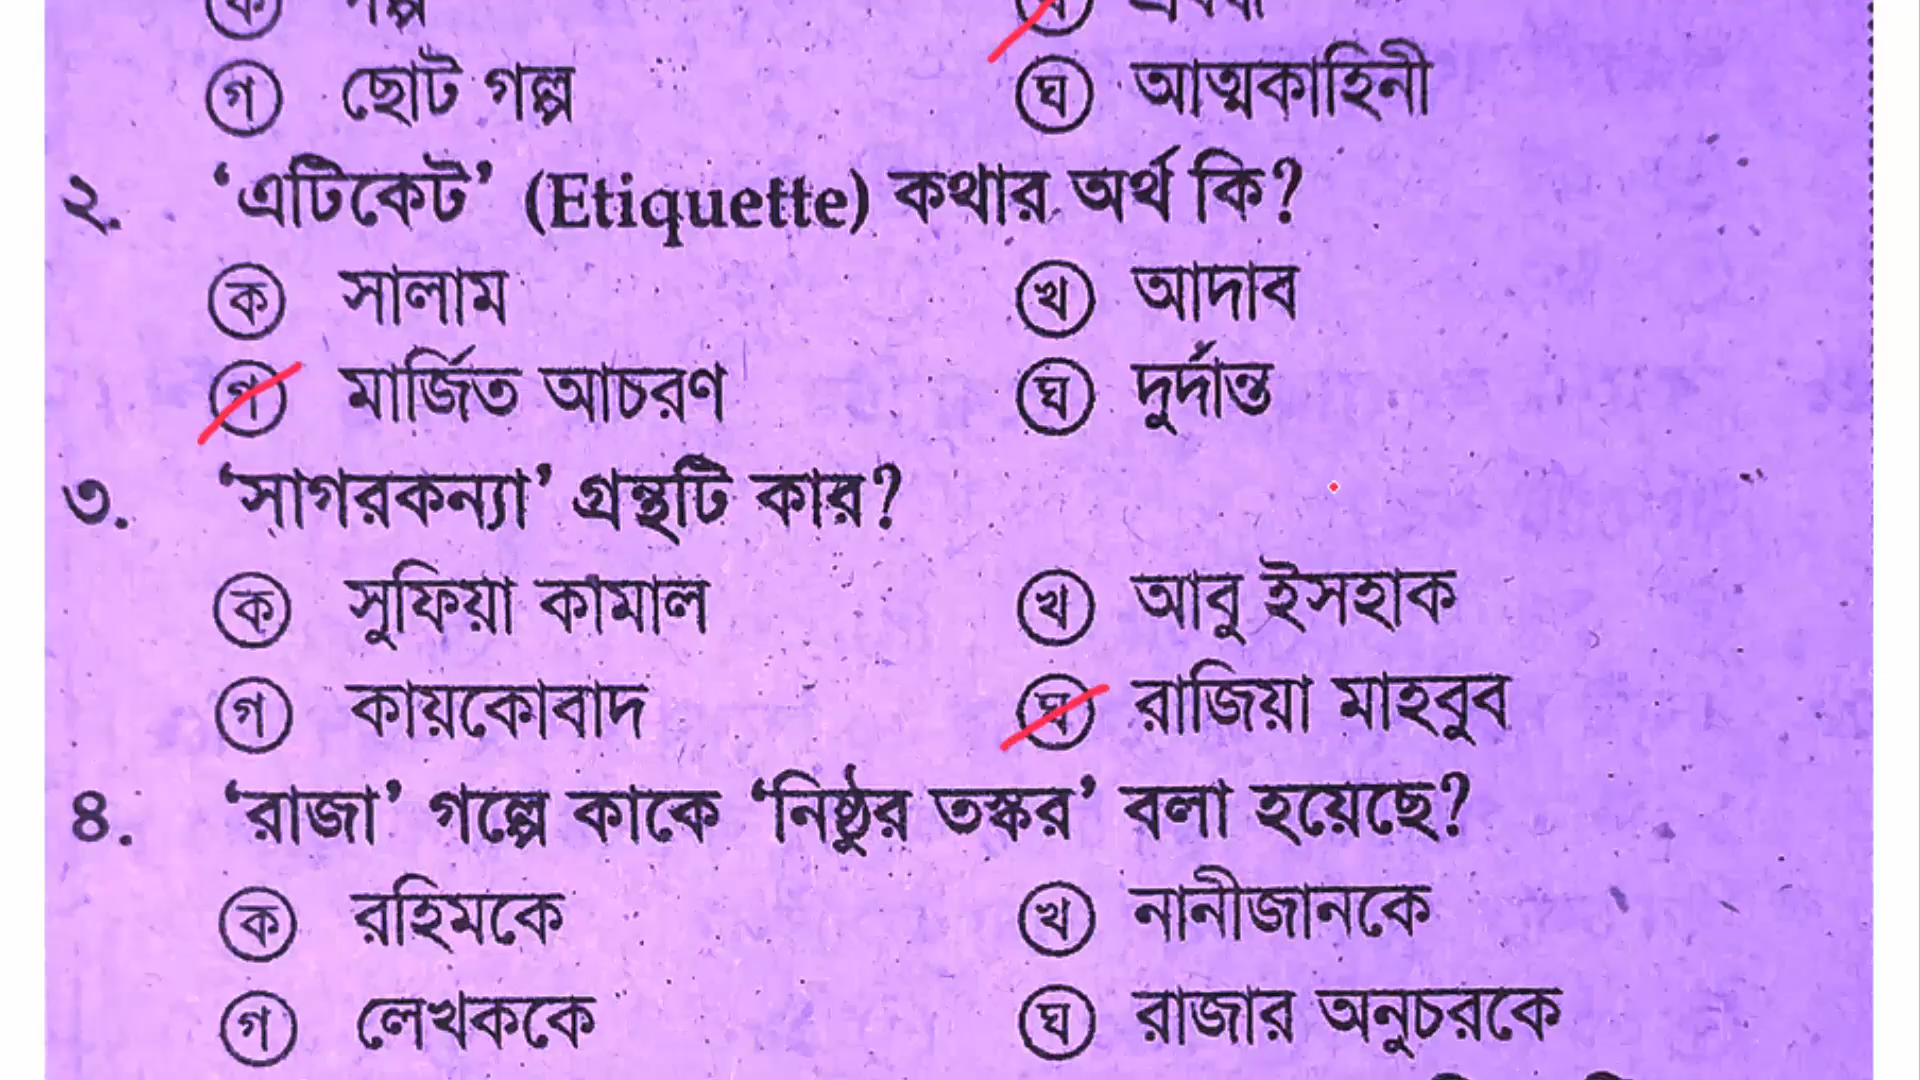 গ ছোট গল্প ঘ আত্মকাহিনী
২. ‘এটিকেট’ (Etiquette) কথার অর্থ কি?
ক সালাম খ আদাব
গ মার্জিত আচরণ ঘ দুর্দান্ত
৩. ‘সাগরকন্যা’ গ্রন্থটি কার?
ক সুফিয়া কামাল খ আবু ইসহাক
গ কায়কোবাদ ঘ রাজিয়া মাহবুব
৪. ‘রাজা’ গল্পে কাকে ‘নিষ্ঠুর তস্কর’ বলা হয়েছে?
ক রহিমকে খ নানীজানকে
গ লেখককে ঘ রাজার অনুচরকে